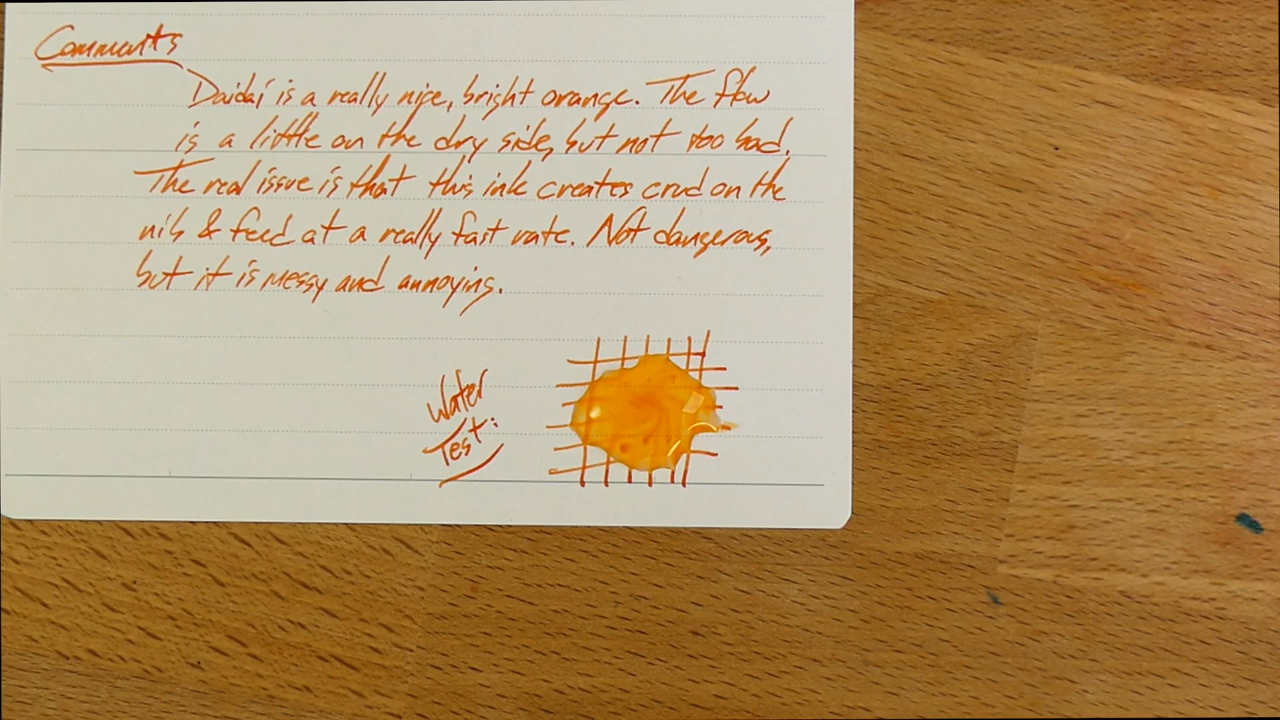 Comments
Daidai is a really nice, bright orange. The flow
is a little on the dry side, but not too bad.
The real issue is that this ink creates crud on the
nib & feed at a really fast rate. Not dangerous,
but it is messy and annoying.
Water
Test: